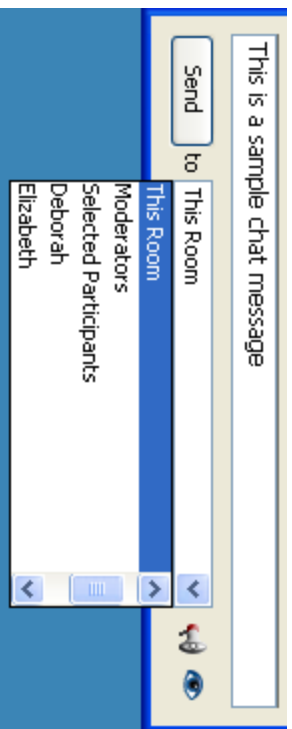 This is a sample chat message
Send to This Room
This Room
Moderators
Selected Participants
Deborah
Elizabeth